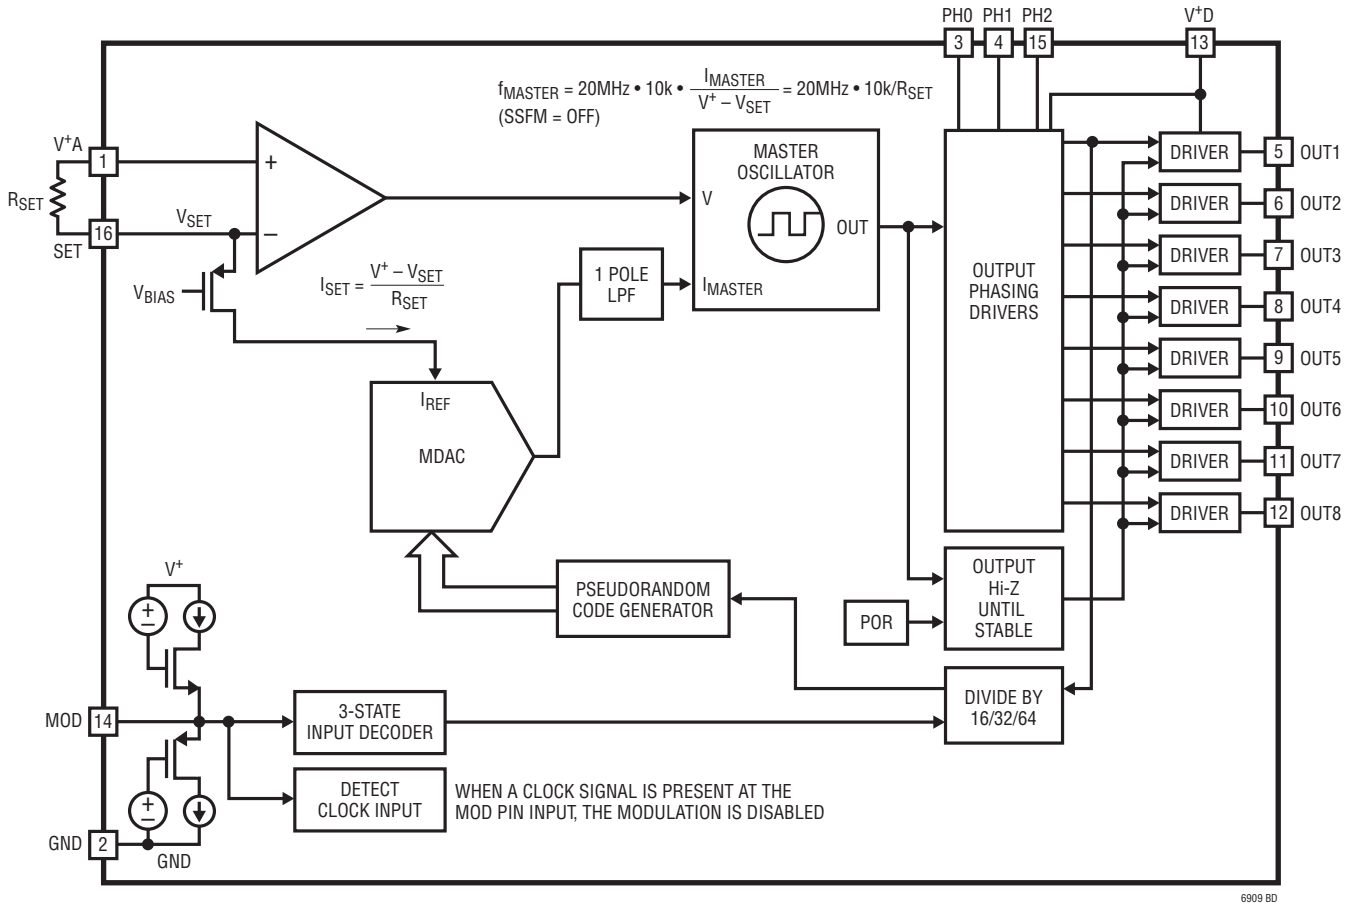 PH0 PH1 PH2 V+D
3 4 15 13
fMASTER = 20MHz • 10k • IMASTER / V+ – VSET = 20MHz • 10k/RSET
(SSFM = OFF)
V+A
1
RSET
16
SET
VSET
+
–
VBIAS
ISET = V+ – VSET / RSET
MASTER
OSCILLATOR
V
OUT
IMASTER
1 POLE
LPF
IREF
MDAC
OUTPUT
PHASING
DRIVERS
DRIVER 5 OUT1
DRIVER 6 OUT2
DRIVER 7 OUT3
DRIVER 8 OUT4
DRIVER 9 OUT5
DRIVER 10 OUT6
DRIVER 11 OUT7
DRIVER 12 OUT8
PSEUDORANDOM
CODE GENERATOR
POR
OUTPUT
Hi-Z
UNTIL
STABLE
DIVIDE BY
16/32/64
V+
+
–
MOD 14
3-STATE
INPUT DECODER
DETECT
CLOCK INPUT
WHEN A CLOCK SIGNAL IS PRESENT AT THE
MOD PIN INPUT, THE MODULATION IS DISABLED
+
–
GND 2
GND
6909 BD